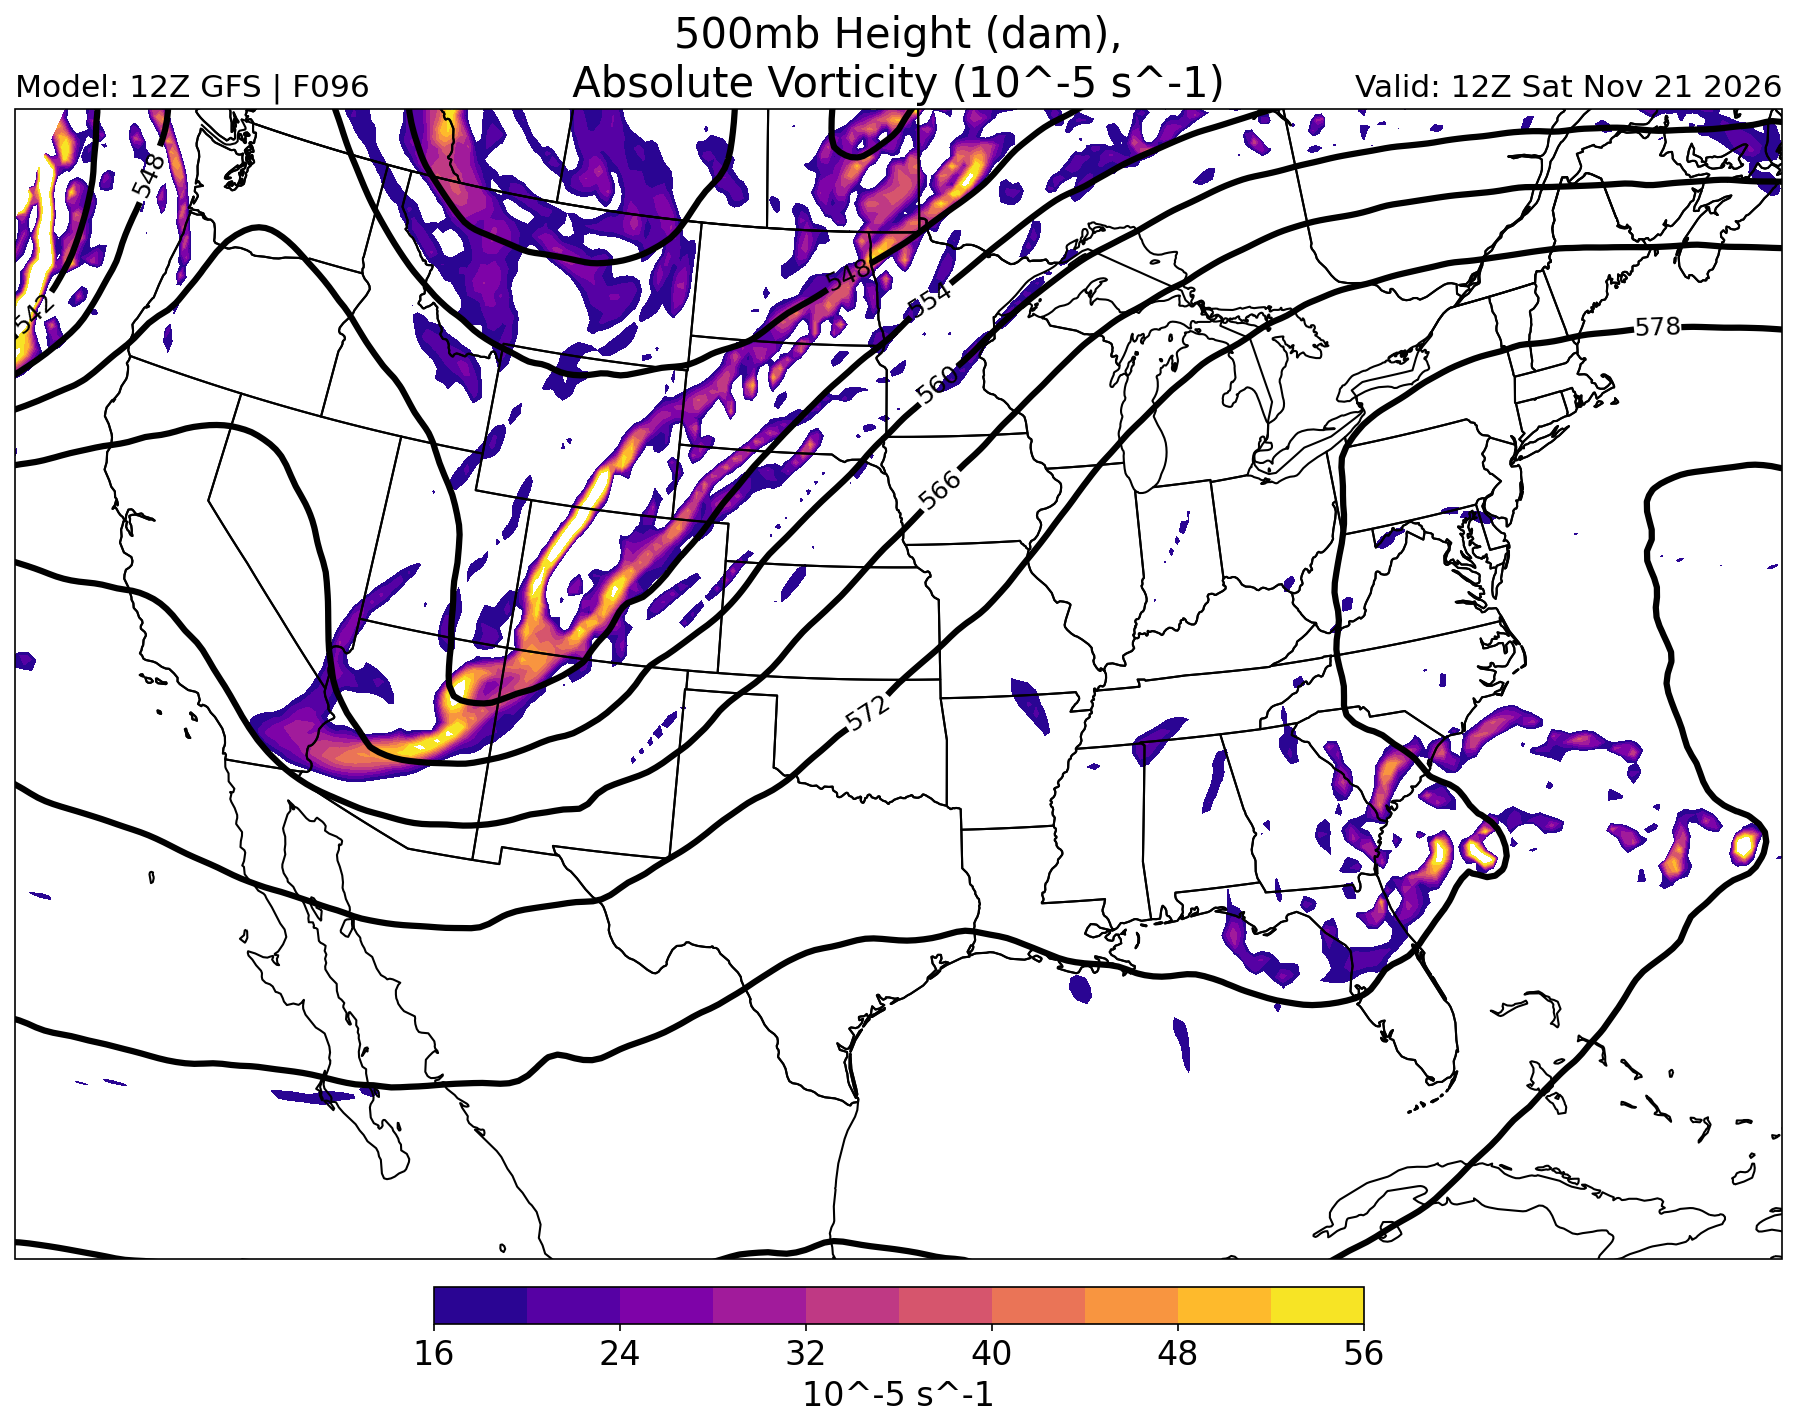 500mb Height (dam),
Absolute Vorticity (10^-5 s^-1)
Model: 12Z GFS | F096
Valid: 12Z Sat Nov 21 2026
548
542
548
554
560
566
572
578
16 24 32 40 48 56
10^-5 s^-1